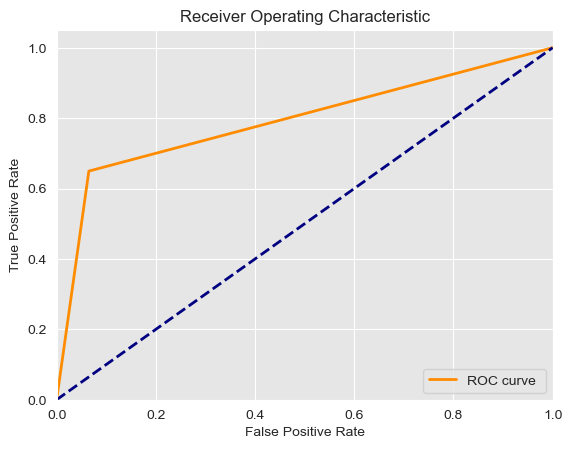 Receiver Operating Characteristic
True Positive Rate
1.0
0.8
0.6
0.4
0.2
0.0
0.0 0.2 0.4 0.6 0.8 1.0
False Positive Rate
ROC curve